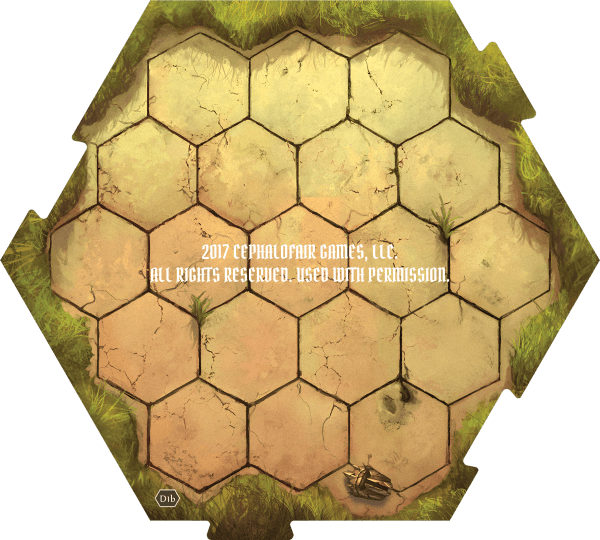 2017 CEPHALOFAIR GAMES, LLC.
ALL RIGHTS RESERVED. USED WITH PERMISSION.
D1b